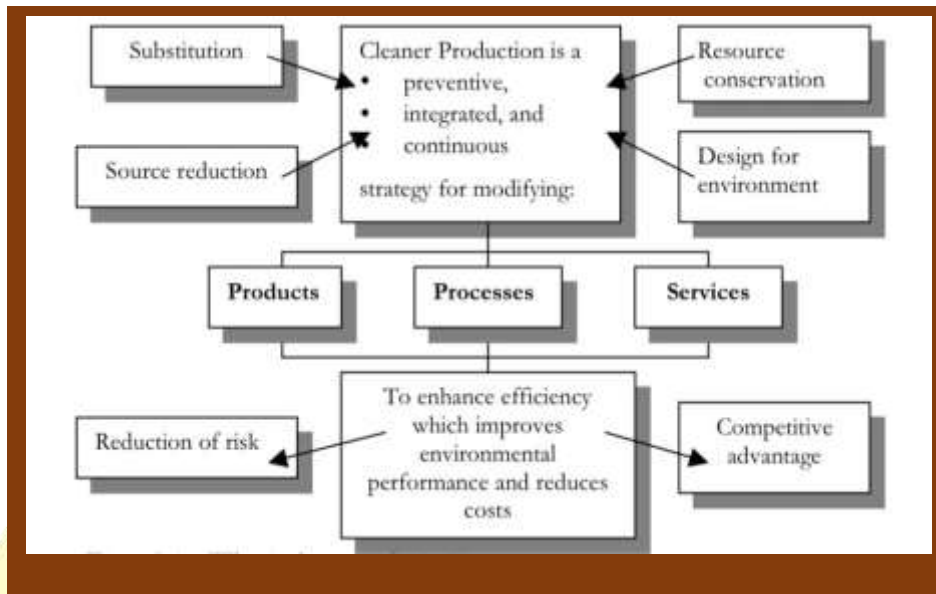 Substitution
Cleaner Production is a
• preventive,
• integrated, and
• continuous
strategy for modifying:
Resource
conservation
Source reduction
Design for
environment
Products
Processes
Services
To enhance efficiency
which improves
environmental
performance and reduces
costs
Reduction of risk
Competitive
advantage